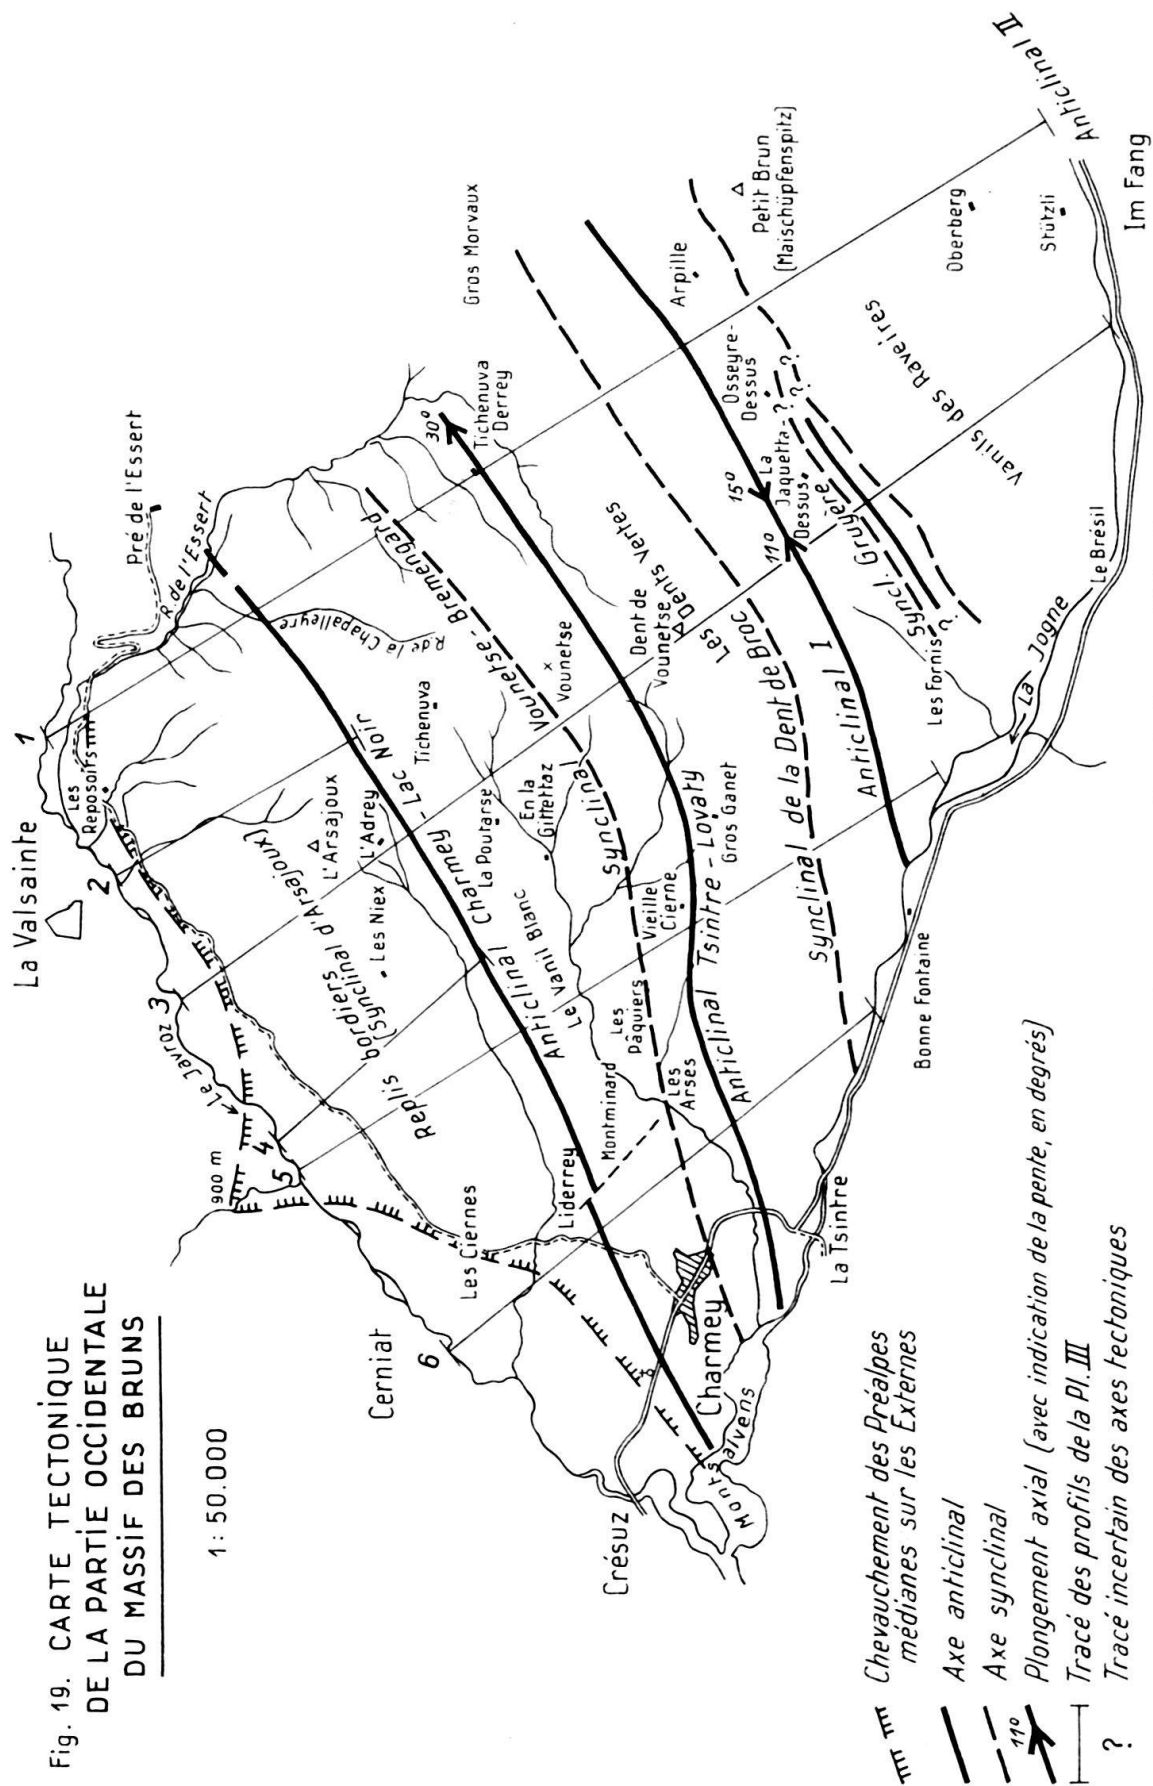 Fig. 19. CARTE TECTONIQUE
DE LA PARTIE OCCIDENTALE
DU MASSIF DES BRUNS
1 : 50.000
La Valsainte
1
2
3
4
5
6
Les
Reposoirs
Pré de l'Essert
R. de l'Essert
R. de la Chapalleyre
Le Javroz
900 m
Cerniat
Crésuz
Montsalvens
Charmey
Les Ciernes
Liderrey
La Tsintre
Replis bordiers
(Synclinal d'Arsajoux)
L'Arsajoux
L'Adrey
Les Niex
Tichenuva
Anticlinal Charmey - Lac Noir
La Poutarse
En la
Gittettaz
Le Vanil Blanc
Montminard
Les
Pâquiers
Les
Arses
Vieille
Cierne
Synclinal Vounetse - Bremengard
Vounetse
Dent de
Vounetse
Les Dents Vertes
Anticlinal Tsintre - Lovaty
Gros Ganet
30°
Tichenuva
Derrey
Gros Morvaux
Synclinal de la Dent de Broc
Anticlinal I
11°
15°
La
Jaquetta-
Dessus
Osseyre-
Dessus
Arpille
Petit Brun
(Maischüpfenspitz)
Syncl. Gruyère
?
?
?
?
Les Fornis
Vanils des Raveires
Oberberg
Stützli
Im Fang
Anticlinal II
Le Brésil
La Jogne
Bonne Fontaine
Chevauchement des Préalpes
médianes sur les Externes
Axe anticlinal
Axe synclinal
11° Plongement axial (avec indication de la pente, en degrés)
Tracé des profils de la Pl. III
? Tracé incertain des axes tectoniques